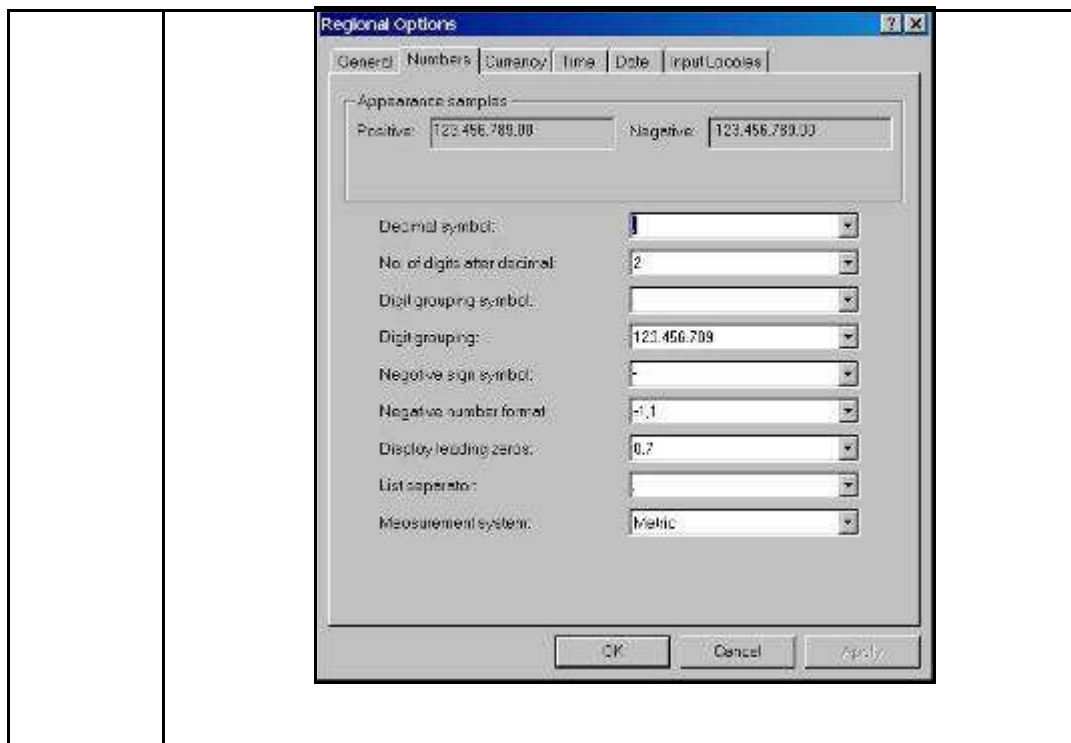 Regional Options
General Numbers Currency Time Date Input Locales
Appearance samples
Positive: 123.456.789.00 Negative: 123.456.789.00
Decimal symbol:
No. of digits after decimal: 2
Digit grouping symbol:
Digit grouping: 123.456.789
Negative sign symbol: -
Negative number format: -1,1
Display leading zeros: 0.7
List separator:
Measurement system: Metric
OK Cancel Apply